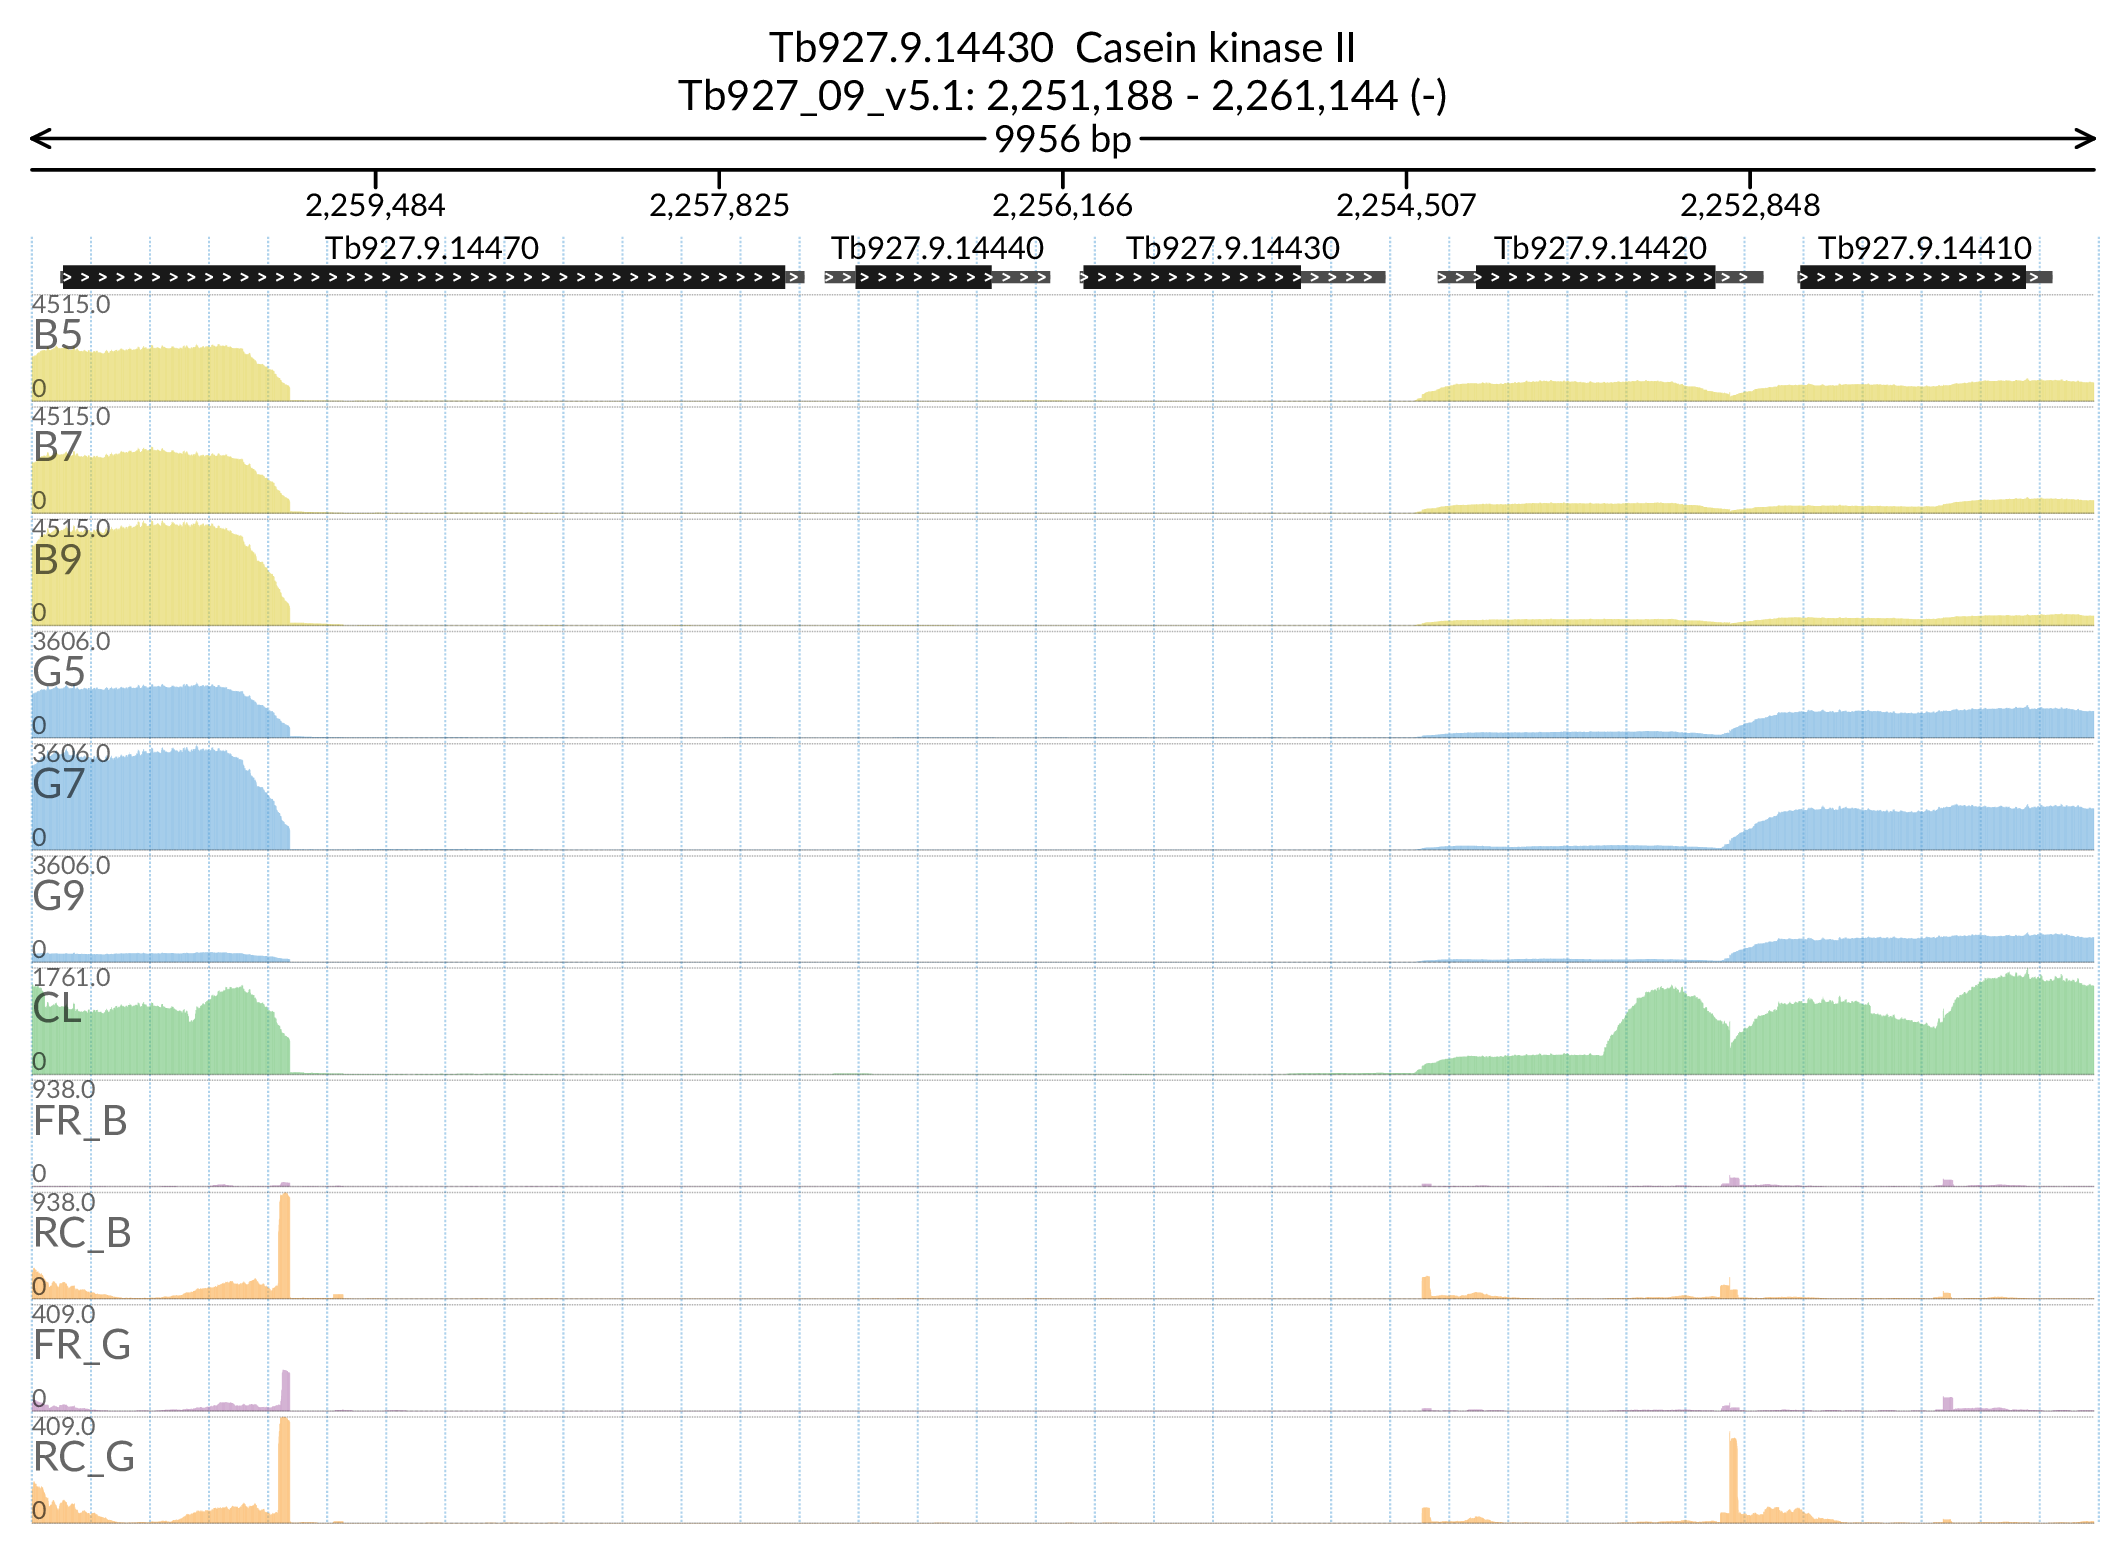 Tb927.9.14430  Casein kinase II
Tb927_09_v5.1: 2,251,188 - 2,261,144 (-)
9956 bp
2,259,484 2,257,825 2,256,166 2,254,507 2,252,848
Tb927.9.14470 Tb927.9.14440 Tb927.9.14430 Tb927.9.14420 Tb927.9.14410
4515.0
B5
0
4515.0
B7
0
4515.0
B9
0
3606.0
G5
0
3606.0
G7
0
3606.0
G9
0
1761.0
CL
0
938.0
FR_B
0
938.0
RC_B
0
409.0
FR_G
0
409.0
RC_G
0